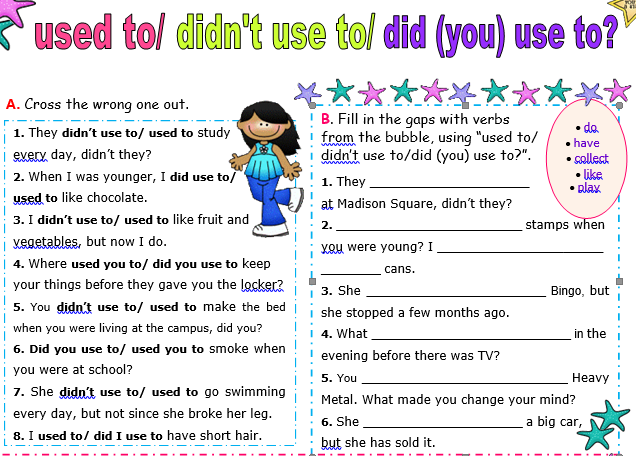 used to/ didn't use to/ did (you) use to?
A. Cross the wrong one out.
1. They didn't use to/ used to study
every day, didn't they?
2. When I was younger, I did use to/
used to like chocolate.
3. I didn't use to/ used to like fruit and
vegetables, but now I do.
4. Where used you to/ did you use to keep
your things before they gave you the locker?
5. You didn't use to/ used to make the bed
when you were living at the campus, did you?
6. Did you use to/ used you to smoke when
you were at school?
7. She didn't use to/ used to go swimming
every day, but not since she broke her leg.
8. I used to/ did I use to have short hair.
B. Fill in the gaps with verbs
from the bubble, using "used to/
didn't use to/did (you) use to?".
• do
• have
• collect
• like
• play
1. They ____________________
at Madison Square, didn't they?
2. ____________________ stamps when
you were young? I ____________________
________ cans.
3. She ____________________ Bingo, but
she stopped a few months ago.
4. What ____________________ in the
evening before there was TV?
5. You ____________________ Heavy
Metal. What made you change your mind?
6. She ____________________ a big car,
but she has sold it.